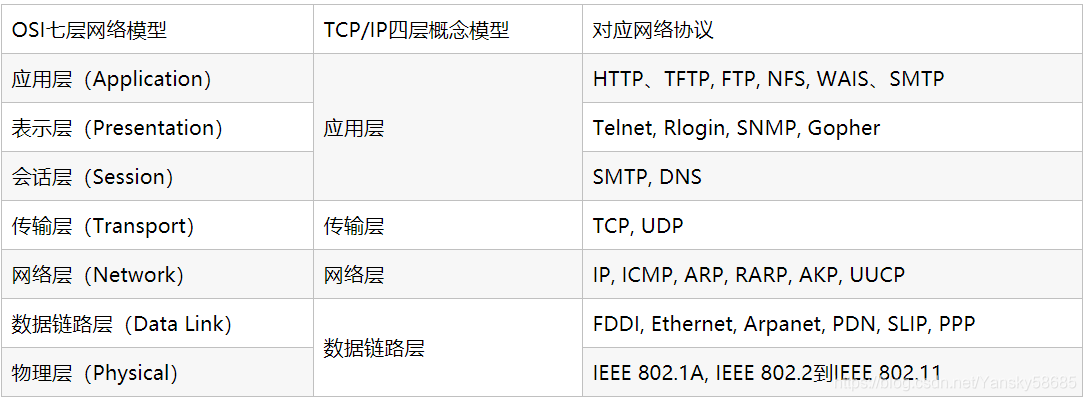 OSI七层网络模型 TCP/IP四层概念模型 对应网络协议
应用层（Application） HTTP、TFTP, FTP, NFS, WAIS、SMTP
表示层（Presentation） 应用层 Telnet, Rlogin, SNMP, Gopher
会话层（Session） SMTP, DNS
传输层（Transport） 传输层 TCP, UDP
网络层（Network） 网络层 IP, ICMP, ARP, RARP, AKP, UUCP
数据链路层（Data Link） FDDI, Ethernet, Arpanet, PDN, SLIP, PPP
数据链路层
物理层（Physical） IEEE 802.1A, IEEE 802.2到IEEE 802.11
https://blog.csdn.net/Yansky58685